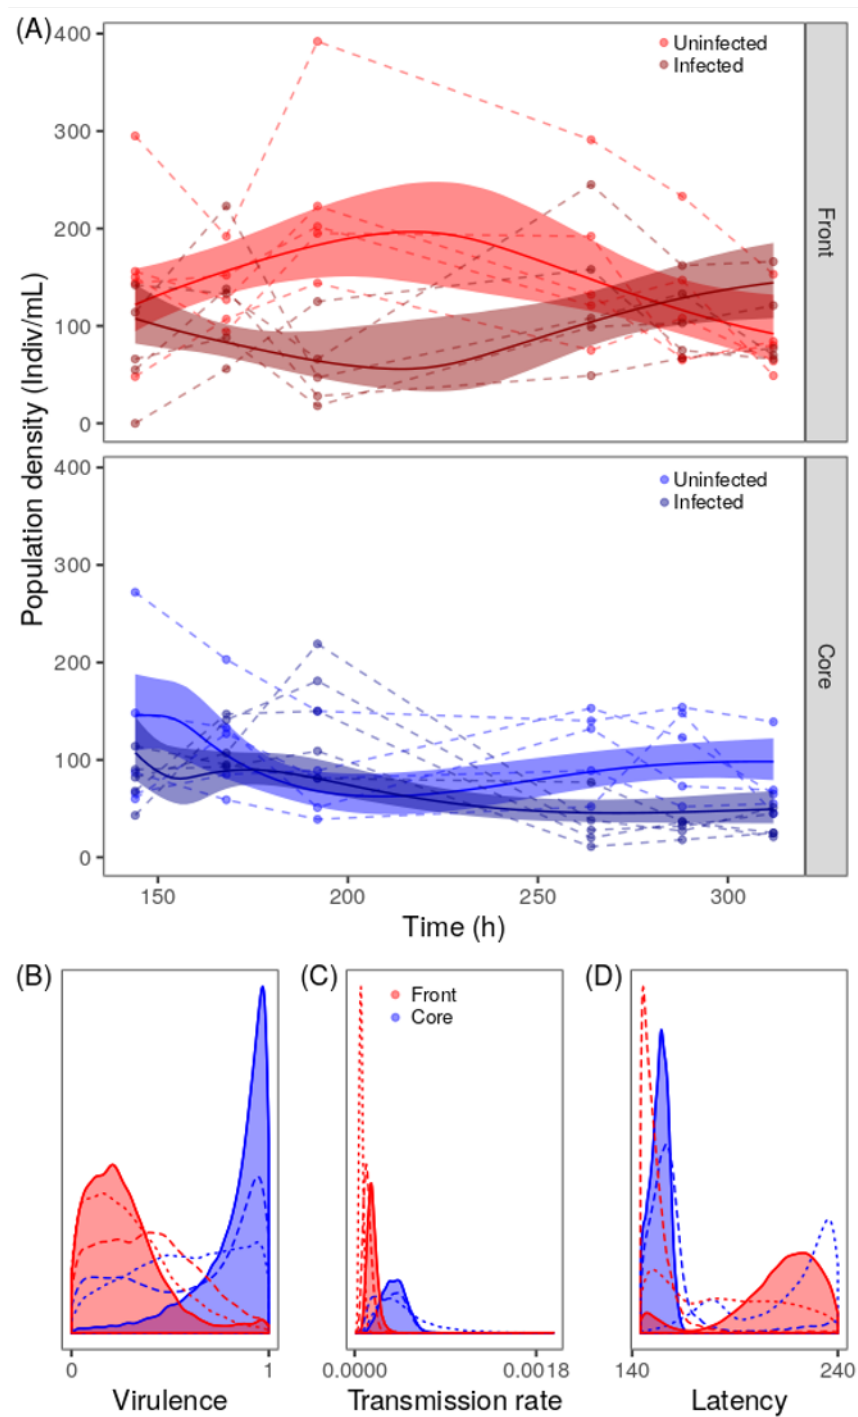 (A)
400
300
200
100
0
Uninfected
Infected
Front
Population density (Indiv/mL)
400
300
200
100
0
Uninfected
Infected
Core
150 200 250 300
Time (h)
(B) (C) (D)
Front
Core
0 1 0.0000 0.0018 140 240
Virulence Transmission rate Latency